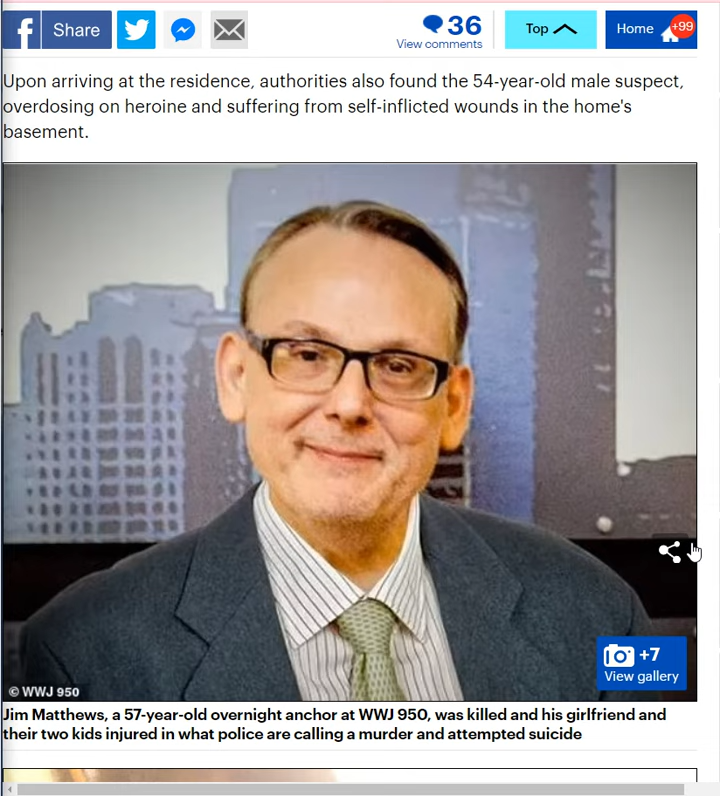 f Share
36
View comments
Top
Home
+99
Upon arriving at the residence, authorities also found the 54-year-old male suspect,
overdosing on heroine and suffering from self-inflicted wounds in the home's
basement.
+7
View gallery
© WWJ 950
Jim Matthews, a 57-year-old overnight anchor at WWJ 950, was killed and his girlfriend and
their two kids injured in what police are calling a murder and attempted suicide